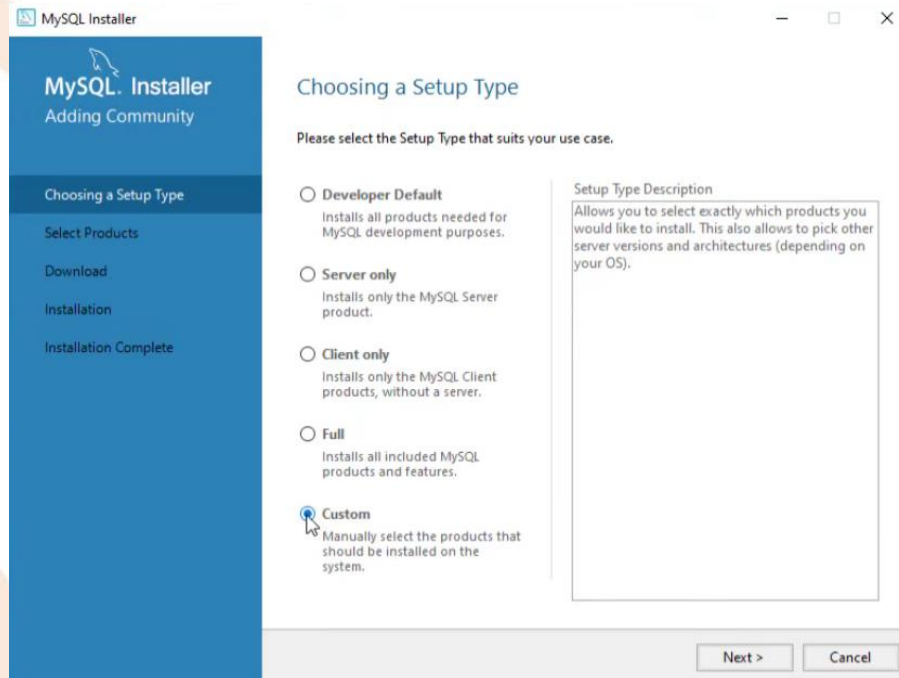 MySQL Installer
MySQL. Installer
Adding Community
Choosing a Setup Type
Select Products
Download
Installation
Installation Complete
Choosing a Setup Type
Please select the Setup Type that suits your use case.
Developer Default
Installs all products needed for
MySQL development purposes.
Server only
Installs only the MySQL Server
product.
Client only
Installs only the MySQL Client
products, without a server.
Full
Installs all included MySQL
products and features.
Custom
Manually select the products that
should be installed on the
system.
Setup Type Description
Allows you to select exactly which products you
would like to install. This also allows to pick other
server versions and architectures (depending on
your OS).
Next >
Cancel